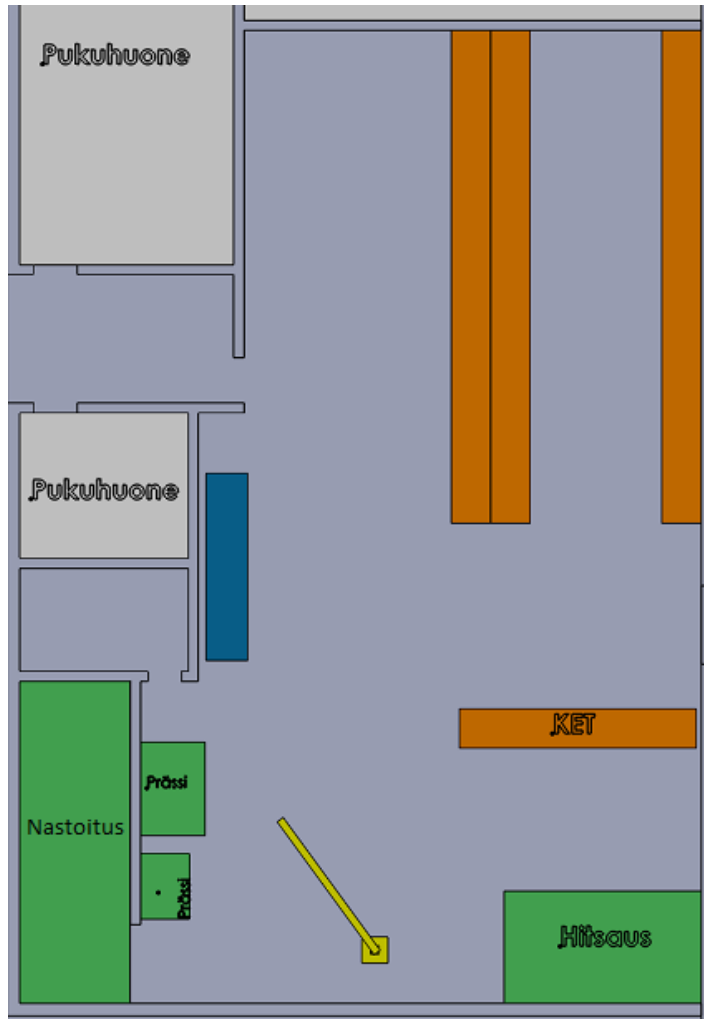 Pukuhuone
Pukuhuone
KET
Prässi
Nastoitus
Prässi
Hitsaus